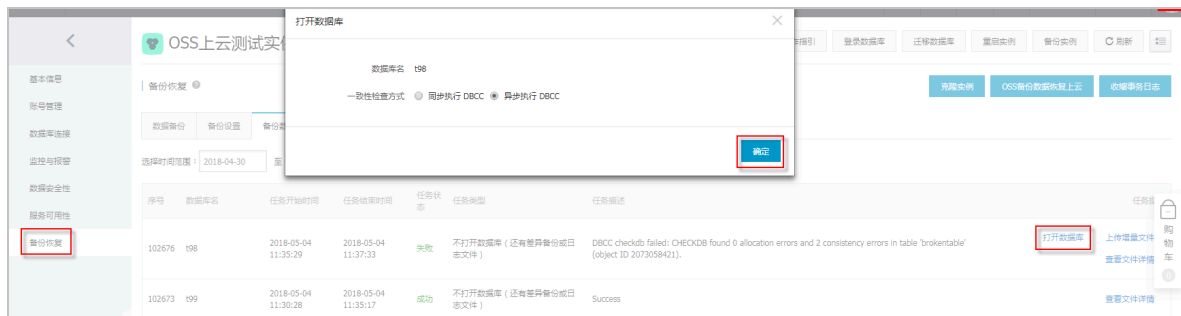 打开数据库
OSS上云测试实
作指引
登录数据库
迁移数据库
重启实例
备份实例
刷新
基本信息
账号管理
数据库连接
监控与报警
数据安全性
服务可用性
备份恢复
备份恢复
数据库名 t98
一致性检查方式 同步执行 DBCC 异步执行 DBCC
确定
克隆实例
OSS备份数据恢复上云
收缩事务日志
数据备份 备份设置 备份数
选择时间范围： 2018-04-30 至
序号 数据库名 任务开始时间 任务结束时间 任务状态 任务类型 任务描述 任务操
102676 t98 2018-05-04 11:35:29 2018-05-04 11:37:33 失败 不打开数据库（还有差异备份或日志文件） DBCC checkdb failed: CHECKDB found 0 allocation errors and 2 consistency errors in table 'brokentable'
(object ID 2073058421).
打开数据库 上传增量文件
查看文件详情
102673 t99 2018-05-04 11:30:28 2018-05-04 11:35:17 成功 不打开数据库（还有差异备份或日志文件） Success 查看文件详情
购
物
车
0